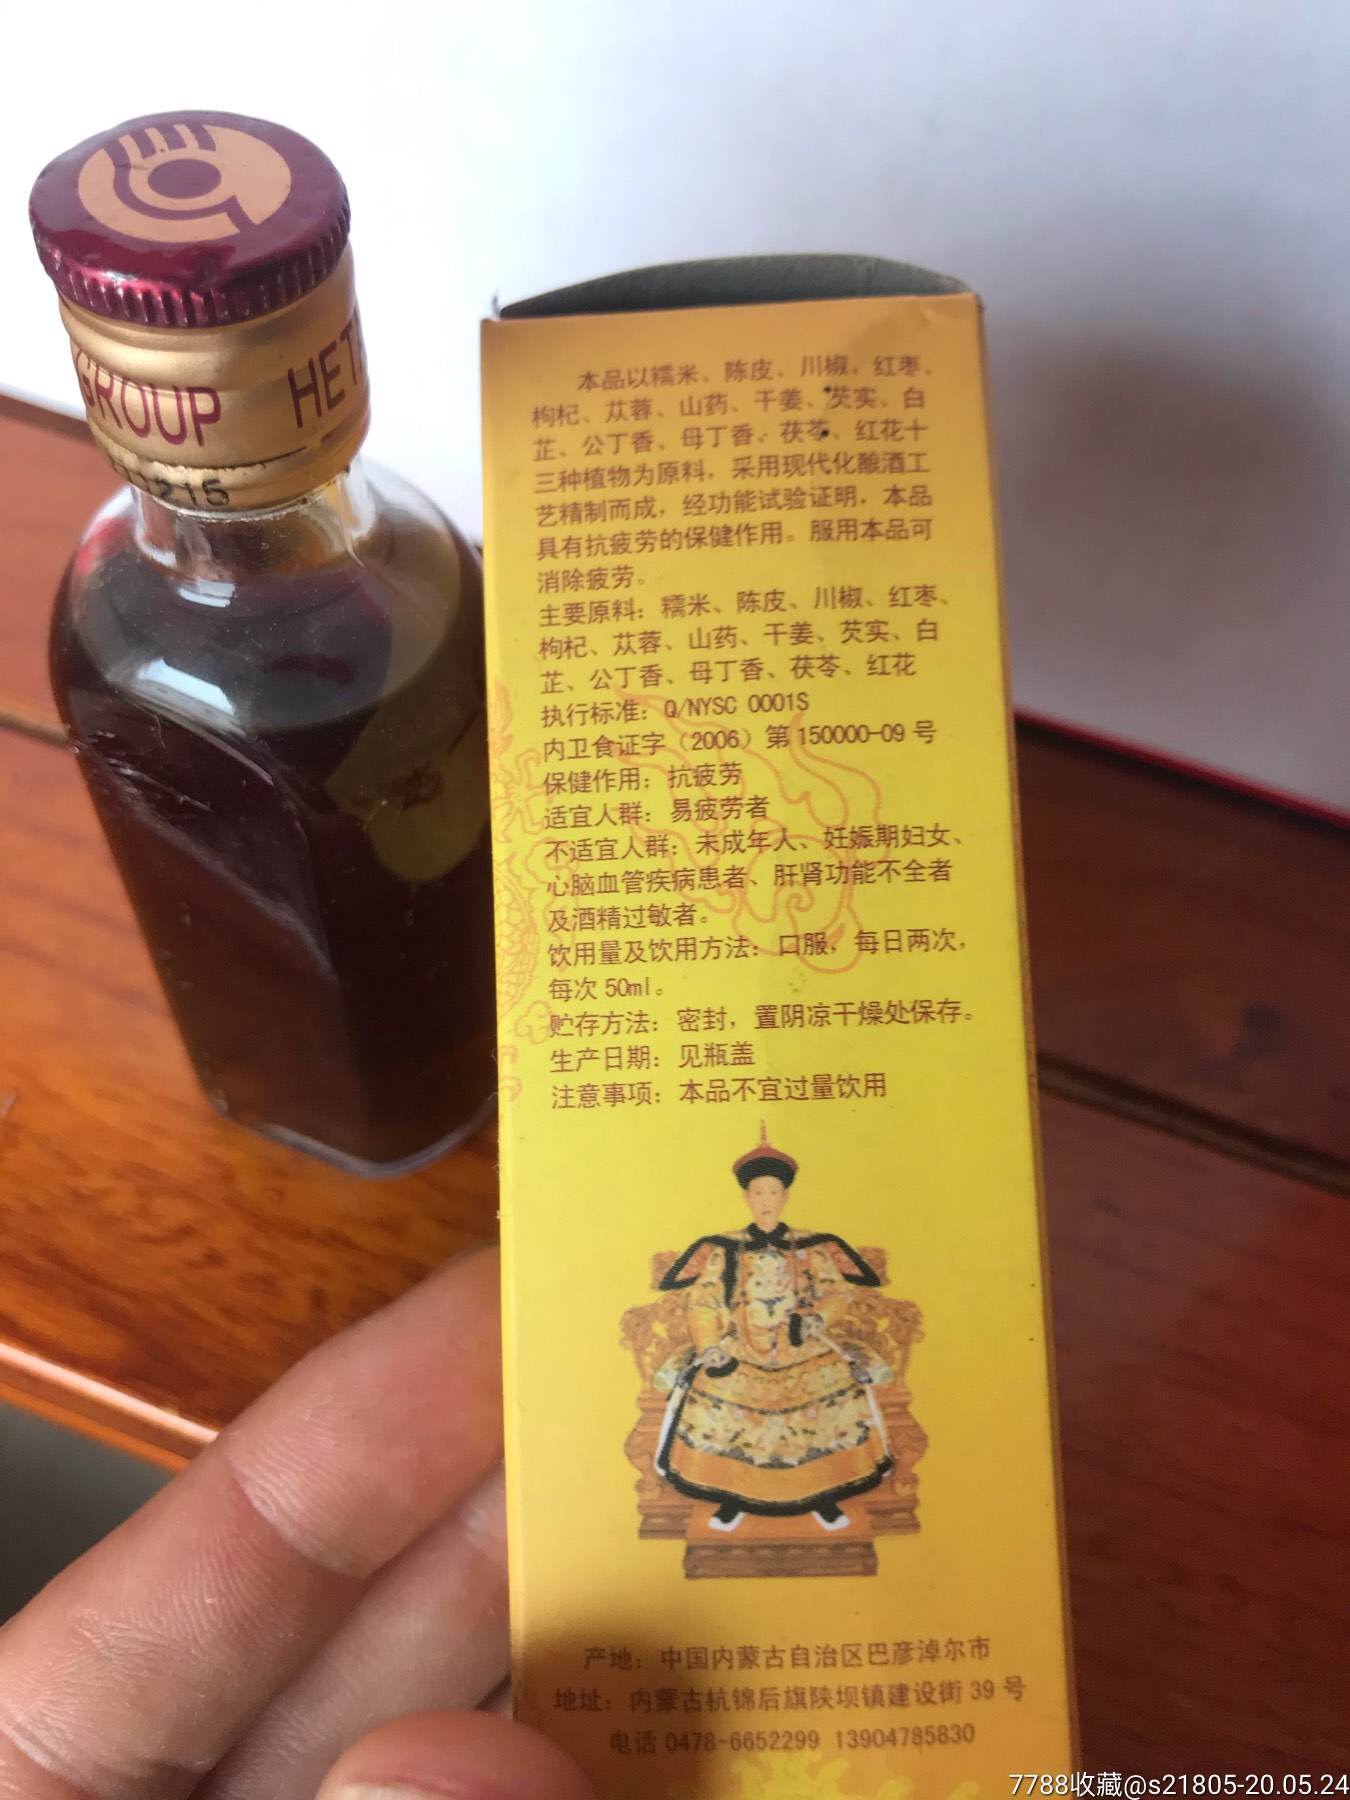 GROUP HET
215
本品以糯米、陈皮、川椒、红枣、
枸杞、苁蓉、山药、干姜、芡实、白
芷、公丁香、母丁香、茯苓、红花十
三种植物为原料，采用现代化酿酒工
艺精制而成，经功能试验证明，本品
具有抗疲劳的保健作用。服用本品可
消除疲劳。
主要原料：糯米、陈皮、川椒、红枣、
枸杞、苁蓉、山药、干姜、芡实、白
芷、公丁香、母丁香、茯苓、红花
执行标准：Q/NYSC 0001S
内卫食证字（2006）第150000-09号
保健作用：抗疲劳
适宜人群：易疲劳者
不适宜人群：未成年人、妊娠期妇女、
心脑血管疾病患者、肝肾功能不全者
及酒精过敏者。
饮用量及饮用方法：口服，每日两次，
每次50ml。
贮存方法：密封，置阴凉干燥处保存。
生产日期：见瓶盖
注意事项：本品不宜过量饮用
产地：中国内蒙古自治区巴彦淖尔市
地址：内蒙古杭锦后旗陕坝镇建设街39号
电话 0478-6652299 13904785830
7788收藏@s21805-20.05.24